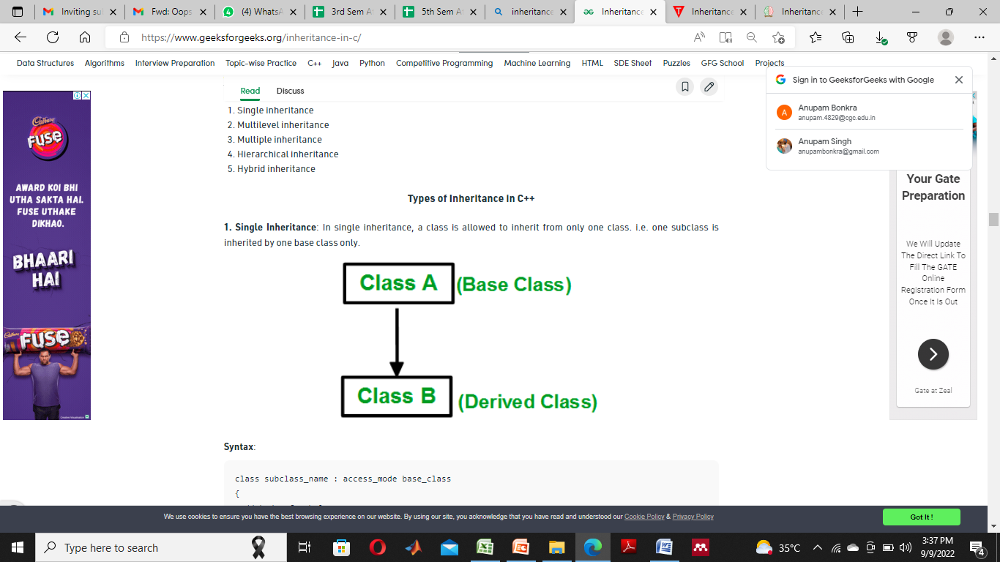 Inviting su
Fwd: Oops
(4) WhatsA
3rd Sem A
5th Sem A
inheritance
Inheritance
Inheritance
Inheritance
https://www.geeksforgeeks.org/inheritance-in-c/
Data Structures Algorithms Interview Preparation Topic-wise Practice C++ Java Python Competitive Programming Machine Learning HTML SDE Sheet Puzzles GFG School Projects
Sign in to GeeksforGeeks with Google
A
Anupam Bonkra
anupam.4829@cgc.edu.in
Anupam Singh
anupambonkra@gmail.com
Read Discuss
1. Single inheritance
2. Multilevel inheritance
3. Multiple inheritance
4. Hierarchical inheritance
5. Hybrid inheritance
Types of Inheritance in C++
1. Single Inheritance: In single inheritance, a class is allowed to inherit from only one class. i.e. one subclass is
inherited by one base class only.
Class A (Base Class)
Class B (Derived Class)
Syntax:
class subclass_name : access_mode base_class
{
Cadbury
FUSE
AWARD KOI BHI
UTHA SAKTA HAI.
FUSE UTHAKE
DIKHAO.
BHAARI
HAI
Cadbury
FUSE
Your Gate
Preparation
We Will Update
The Direct Link To
Fill The GATE
Online
Registration Form
Once It Is Out
Gate at Zeal
We use cookies to ensure you have the best browsing experience on our website. By using our site, you acknowledge that you have read and understood our Cookie Policy & Privacy Policy
Got It !
Type here to search
35°C
3:37 PM
9/9/2022
4